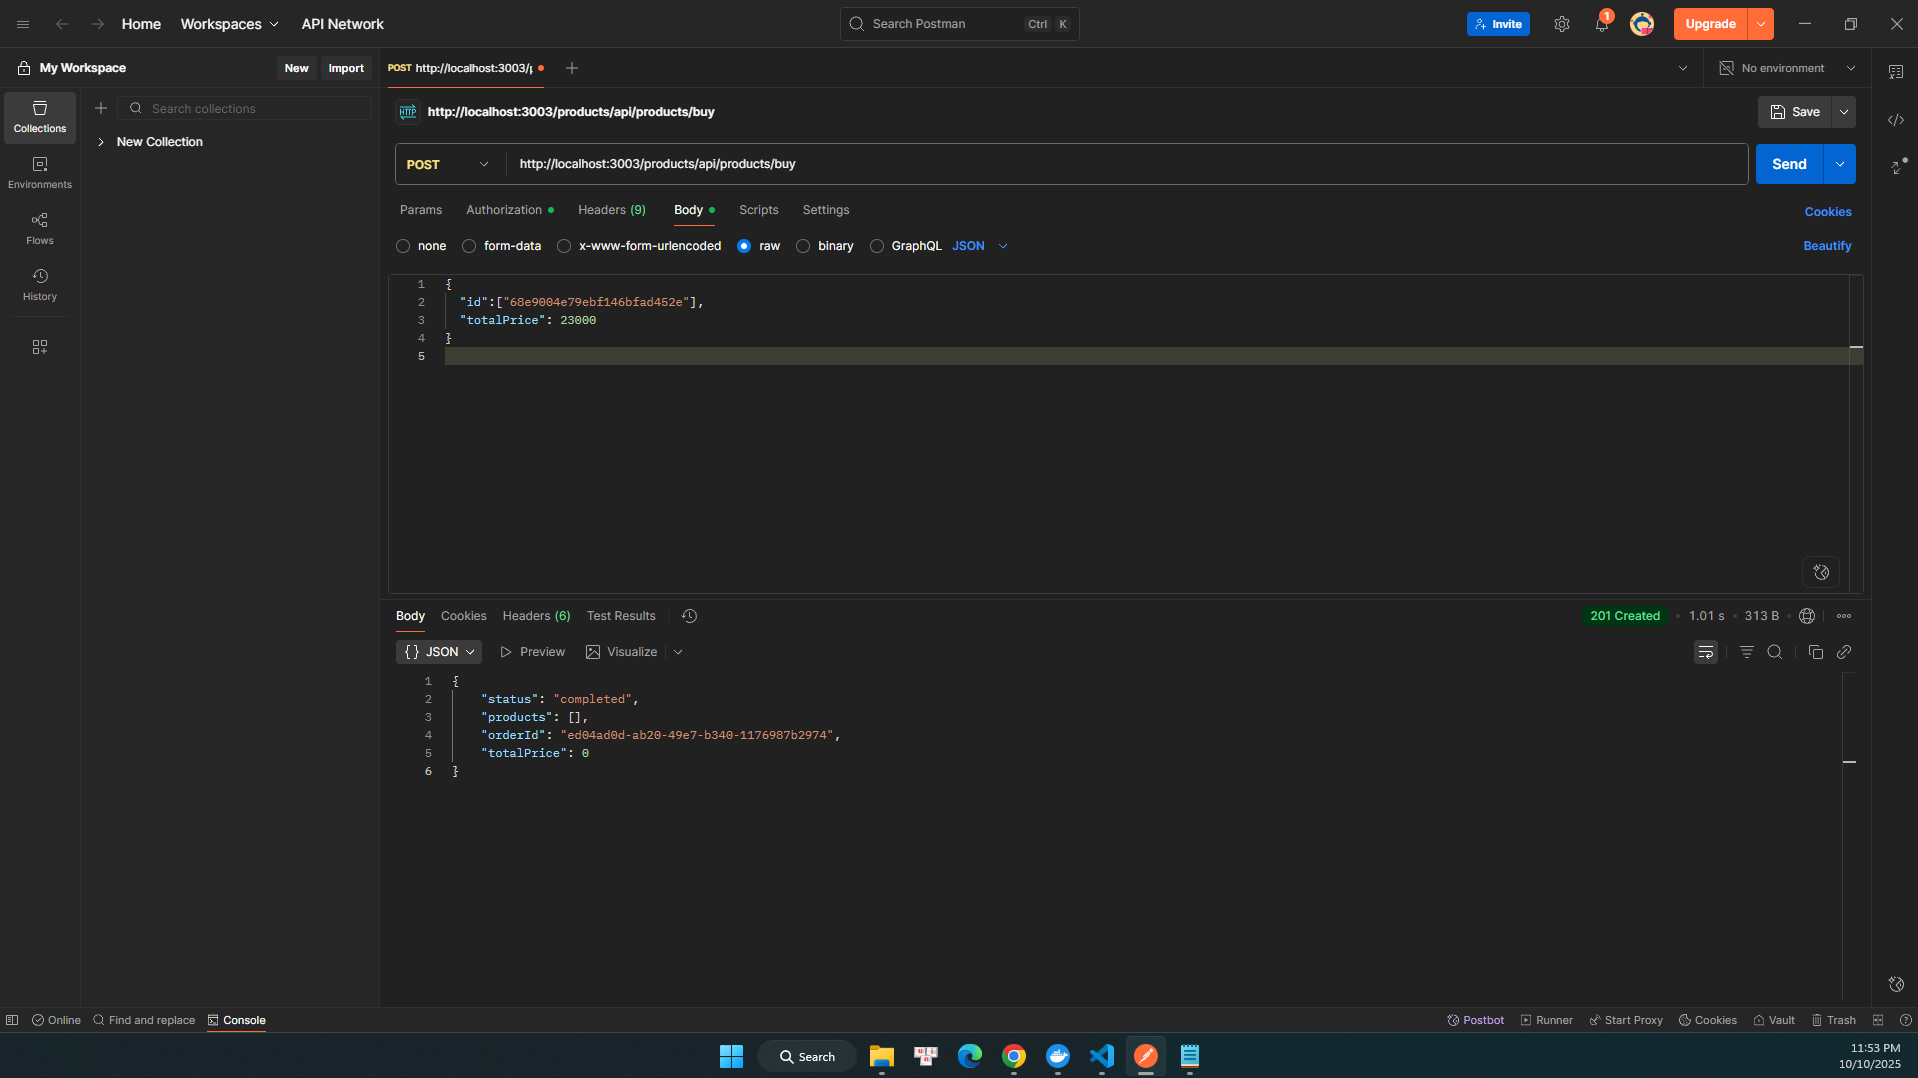 Home
Workspaces
API Network
Search Postman
Ctrl K
Invite
1
Upgrade
My Workspace
New
Import
POST http://localhost:3003/p
No environment
Collections
Search collections
New Collection
Environments
Flows
History
HTTP http://localhost:3003/products/api/products/buy
Save
POST
http://localhost:3003/products/api/products/buy
Send
Params
Authorization
Headers (9)
Body
Scripts
Settings
Cookies
none
form-data
x-www-form-urlencoded
raw
binary
GraphQL
JSON
Beautify
1 {
2 "id":["68e9004e79ebf146bfad452e"],
3 "totalPrice": 23000
4 }
5
Body
Cookies
Headers (6)
Test Results
201 Created
1.01 s
313 B
{} JSON
Preview
Visualize
1 {
2 "status": "completed",
3 "products": [],
4 "orderId": "ed04ad0d-ab20-49e7-b340-1176987b2974",
5 "totalPrice": 0
6 }
Online
Find and replace
Console
Postbot
Runner
Start Proxy
Cookies
Vault
Trash
Search
11:53 PM
10/10/2025